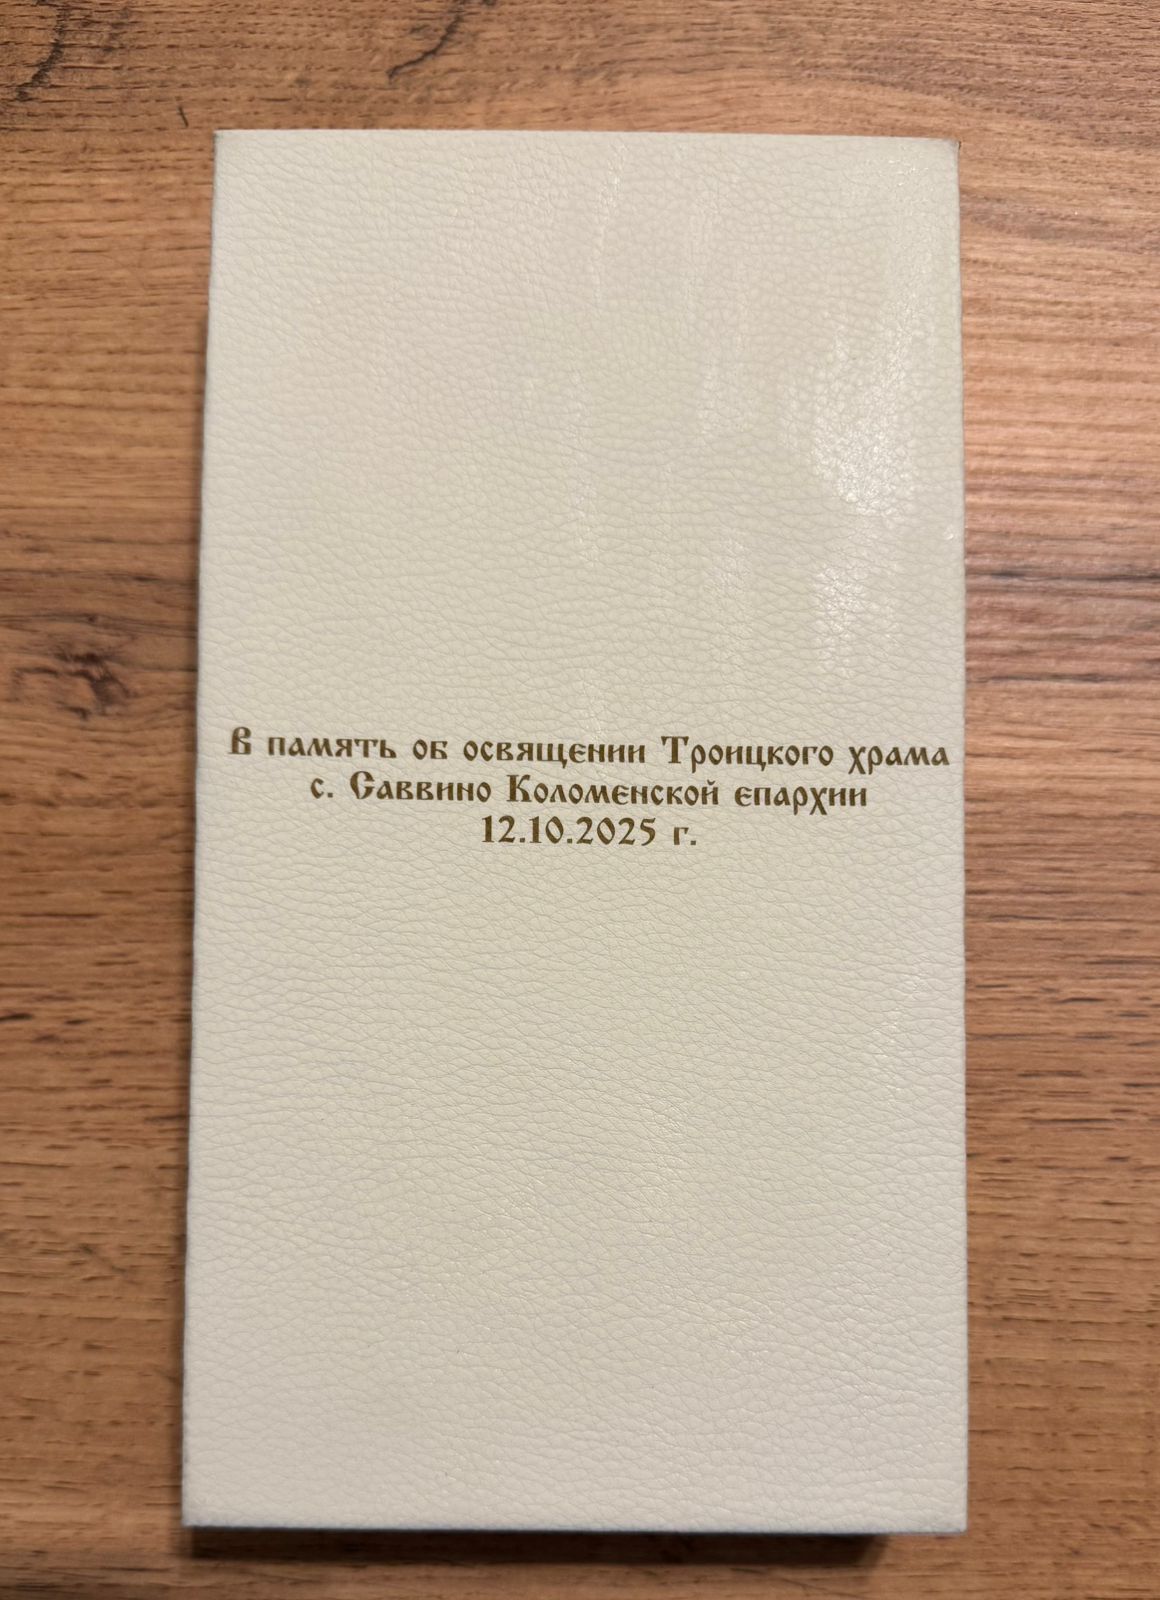 В память об освящении Троицкого храма
с. Саввино Коломенской епархии
12.10.2025 г.